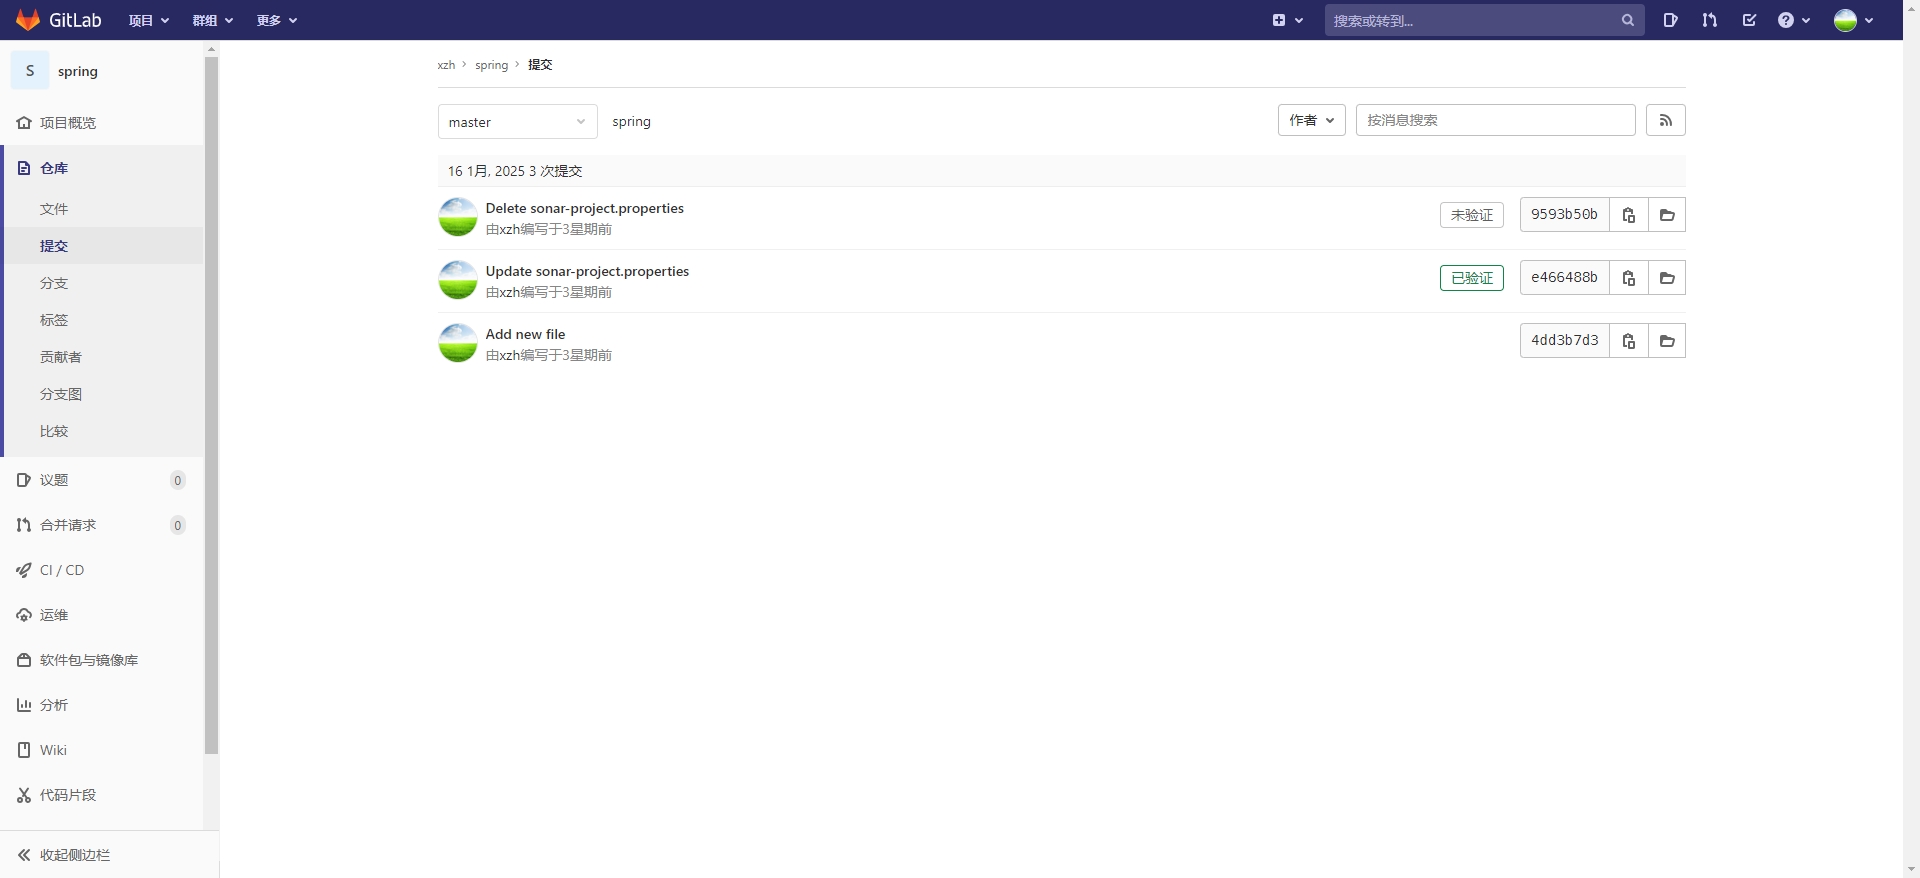 GitLab 项目 群组 更多 搜索或转到...
S spring
项目概览
仓库
文件
提交
分支
标签
贡献者
分支图
比较
议题 0
合并请求 0
CI / CD
运维
软件包与镜像库
分析
Wiki
代码片段
收起侧边栏
xzh spring 提交
master spring 作者 按消息搜索
16 1月, 2025 3 次提交
Delete sonar-project.properties
由xzh编写于3星期前
未验证 9593b50b
Update sonar-project.properties
由xzh编写于3星期前
已验证 e466488b
Add new file
由xzh编写于3星期前
4dd3b7d3